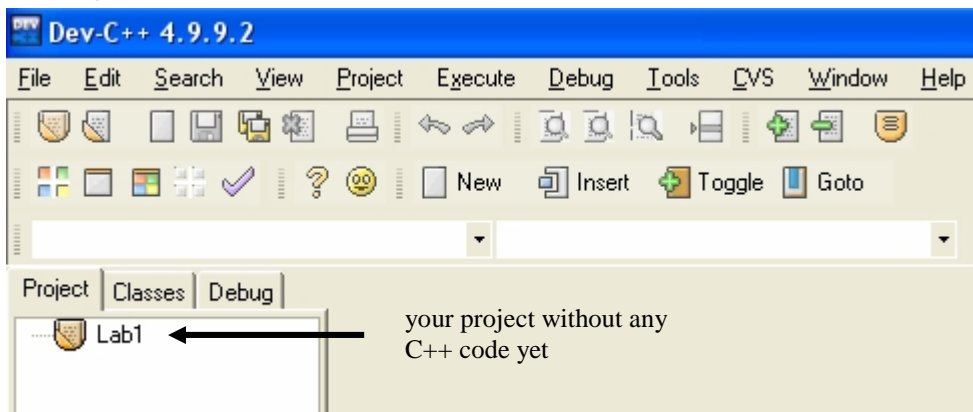 Dev-C++ 4.9.9.2
File Edit Search View Project Execute Debug Tools CVS Window Help
New Insert Toggle Goto
Project Classes Debug
Lab1
your project without any
C++ code yet